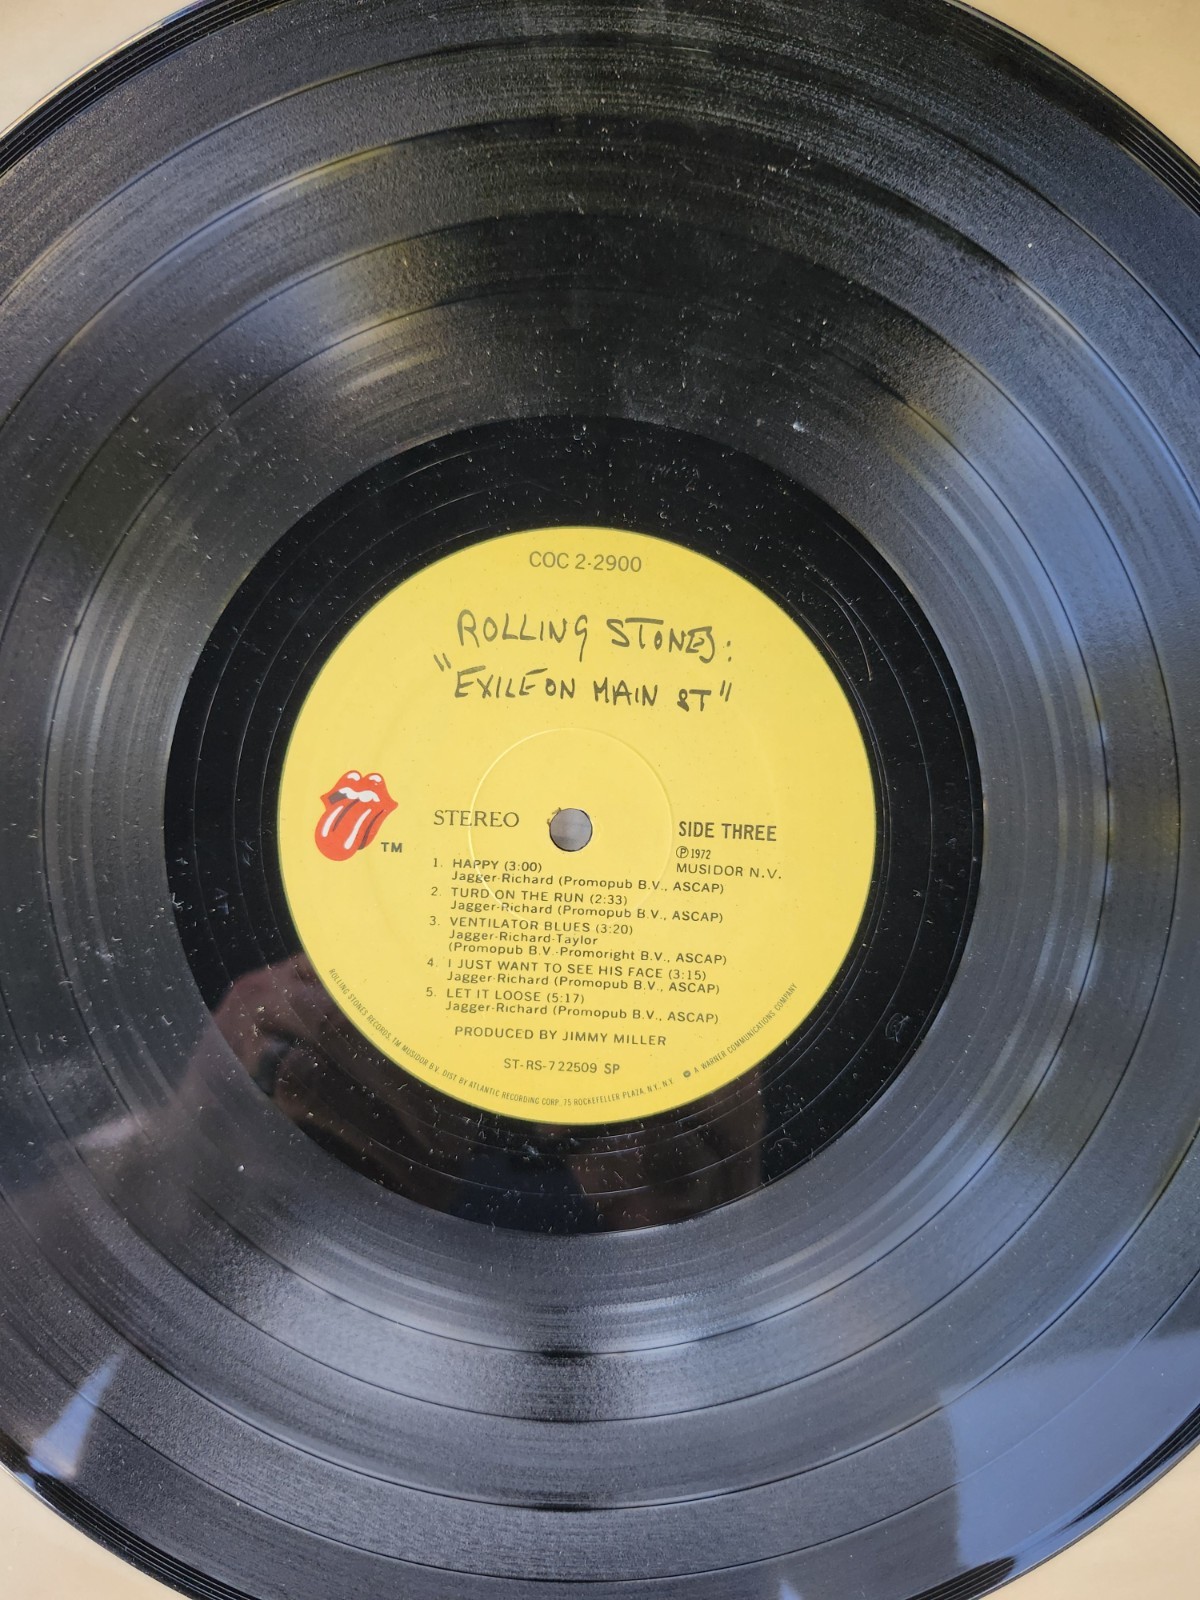 COC 2-2900
ROLLING STONES:
"EXILE ON MAIN ST"
STEREO
SIDE THREE
Ⓟ 1972
MUSIDOR N.V.
TM
1. HAPPY (3:00)
Jagger-Richard (Promopub B.V., ASCAP)
2. TURD ON THE RUN (2:33)
Jagger-Richard (Promopub B.V., ASCAP)
3. VENTILATOR BLUES (3:20)
Jagger-Richard-Taylor
(Promopub B.V.-Promoright B.V., ASCAP)
4. I JUST WANT TO SEE HIS FACE (3:15)
Jagger-Richard (Promopub B.V., ASCAP)
5. LET IT LOOSE (5:17)
Jagger-Richard (Promopub B.V., ASCAP)
PRODUCED BY JIMMY MILLER
ST-RS-722509 SP
ROLLING STONES RECORDS, TM MUSIDOR B.V. DIST. BY ATLANTIC RECORDING CORP., 75 ROCKEFELLER PLAZA, N.Y., N.Y. A WARNER COMMUNICATIONS COMPANY